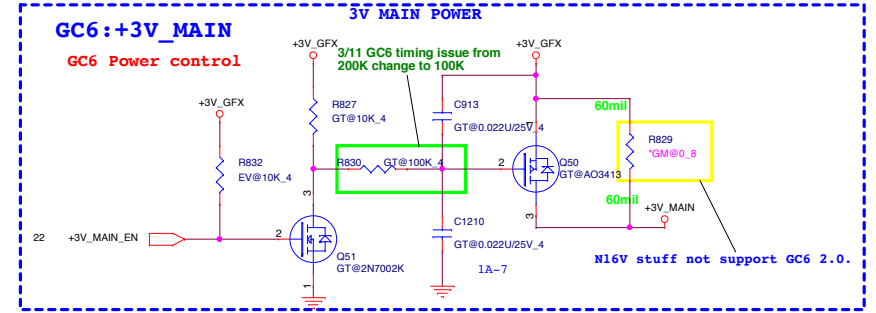 3V MAIN POWER
GC6:+3V_MAIN
GC6 Power control
+3V_GFX
3/11 GC6 timing issue from
200K change to 100K
+3V_GFX
+3V_GFX
R827
GT@10K_4
C913
GT@0.022U/25V_4
60mil
1
R829
*GM@0_8
R832
EV@10K_4
R830
GT@100K_4
2
Q50
GT@AO3413
3
3
60mil
+3V_MAIN
22
+3V_MAIN_EN
2
C1210
GT@0.022U/25V_4
Q51
GT@2N7002K
1
1A-7
N16V stuff not support GC6 2.0.